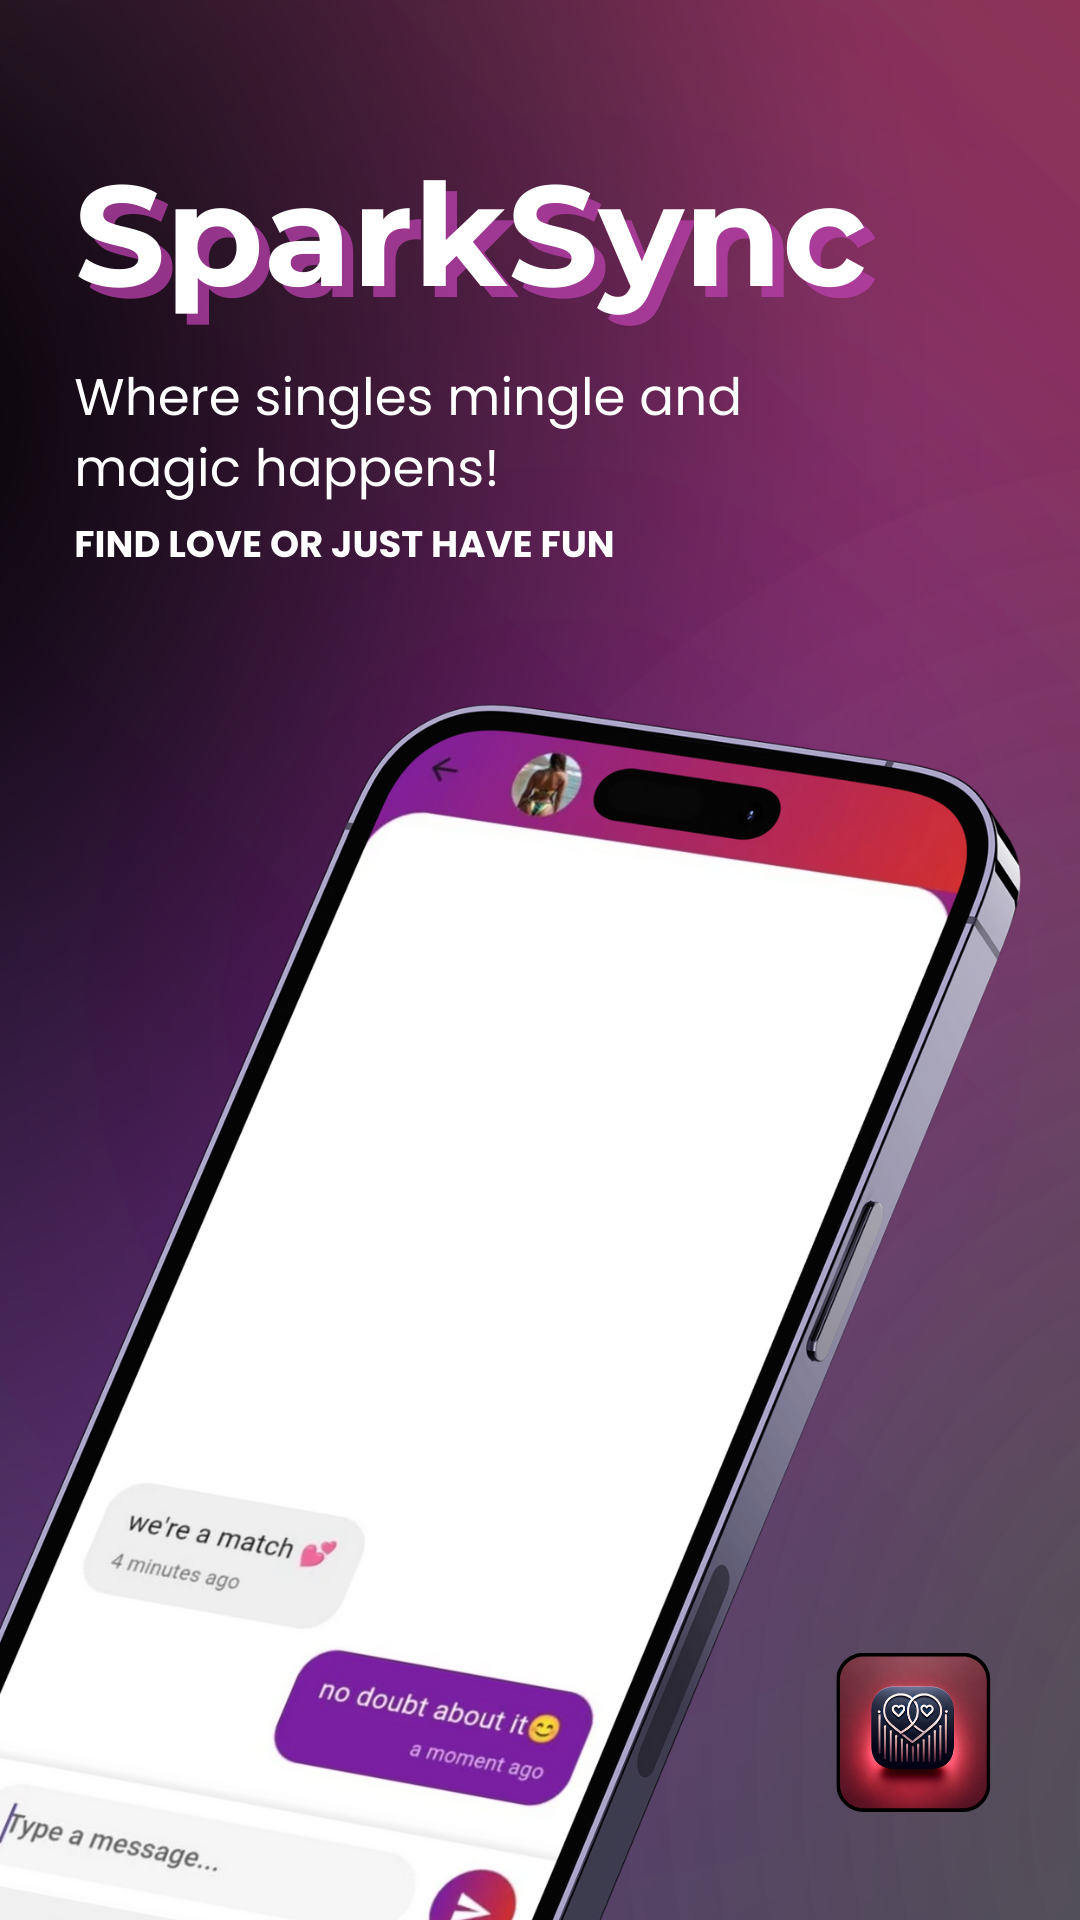 SparkSync
Where singles mingle and
magic happens!
FIND LOVE OR JUST HAVE FUN
we're a match 💕
4 minutes ago
no doubt about it😊
a moment ago
Type a message...